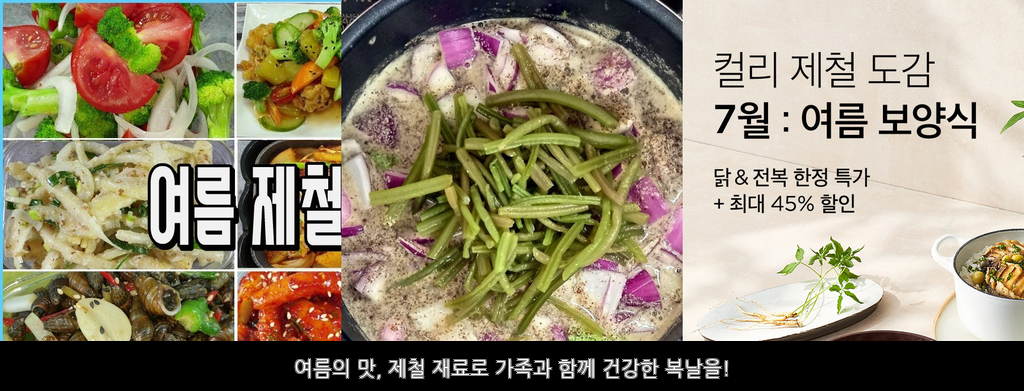 여름 제철
컬리 제철 도감
7월 : 여름 보양식
닭 & 전복 한정 특가
+ 최대 45% 할인
여름의 맛, 제철 재료로 가족과 함께 건강한 복날을!